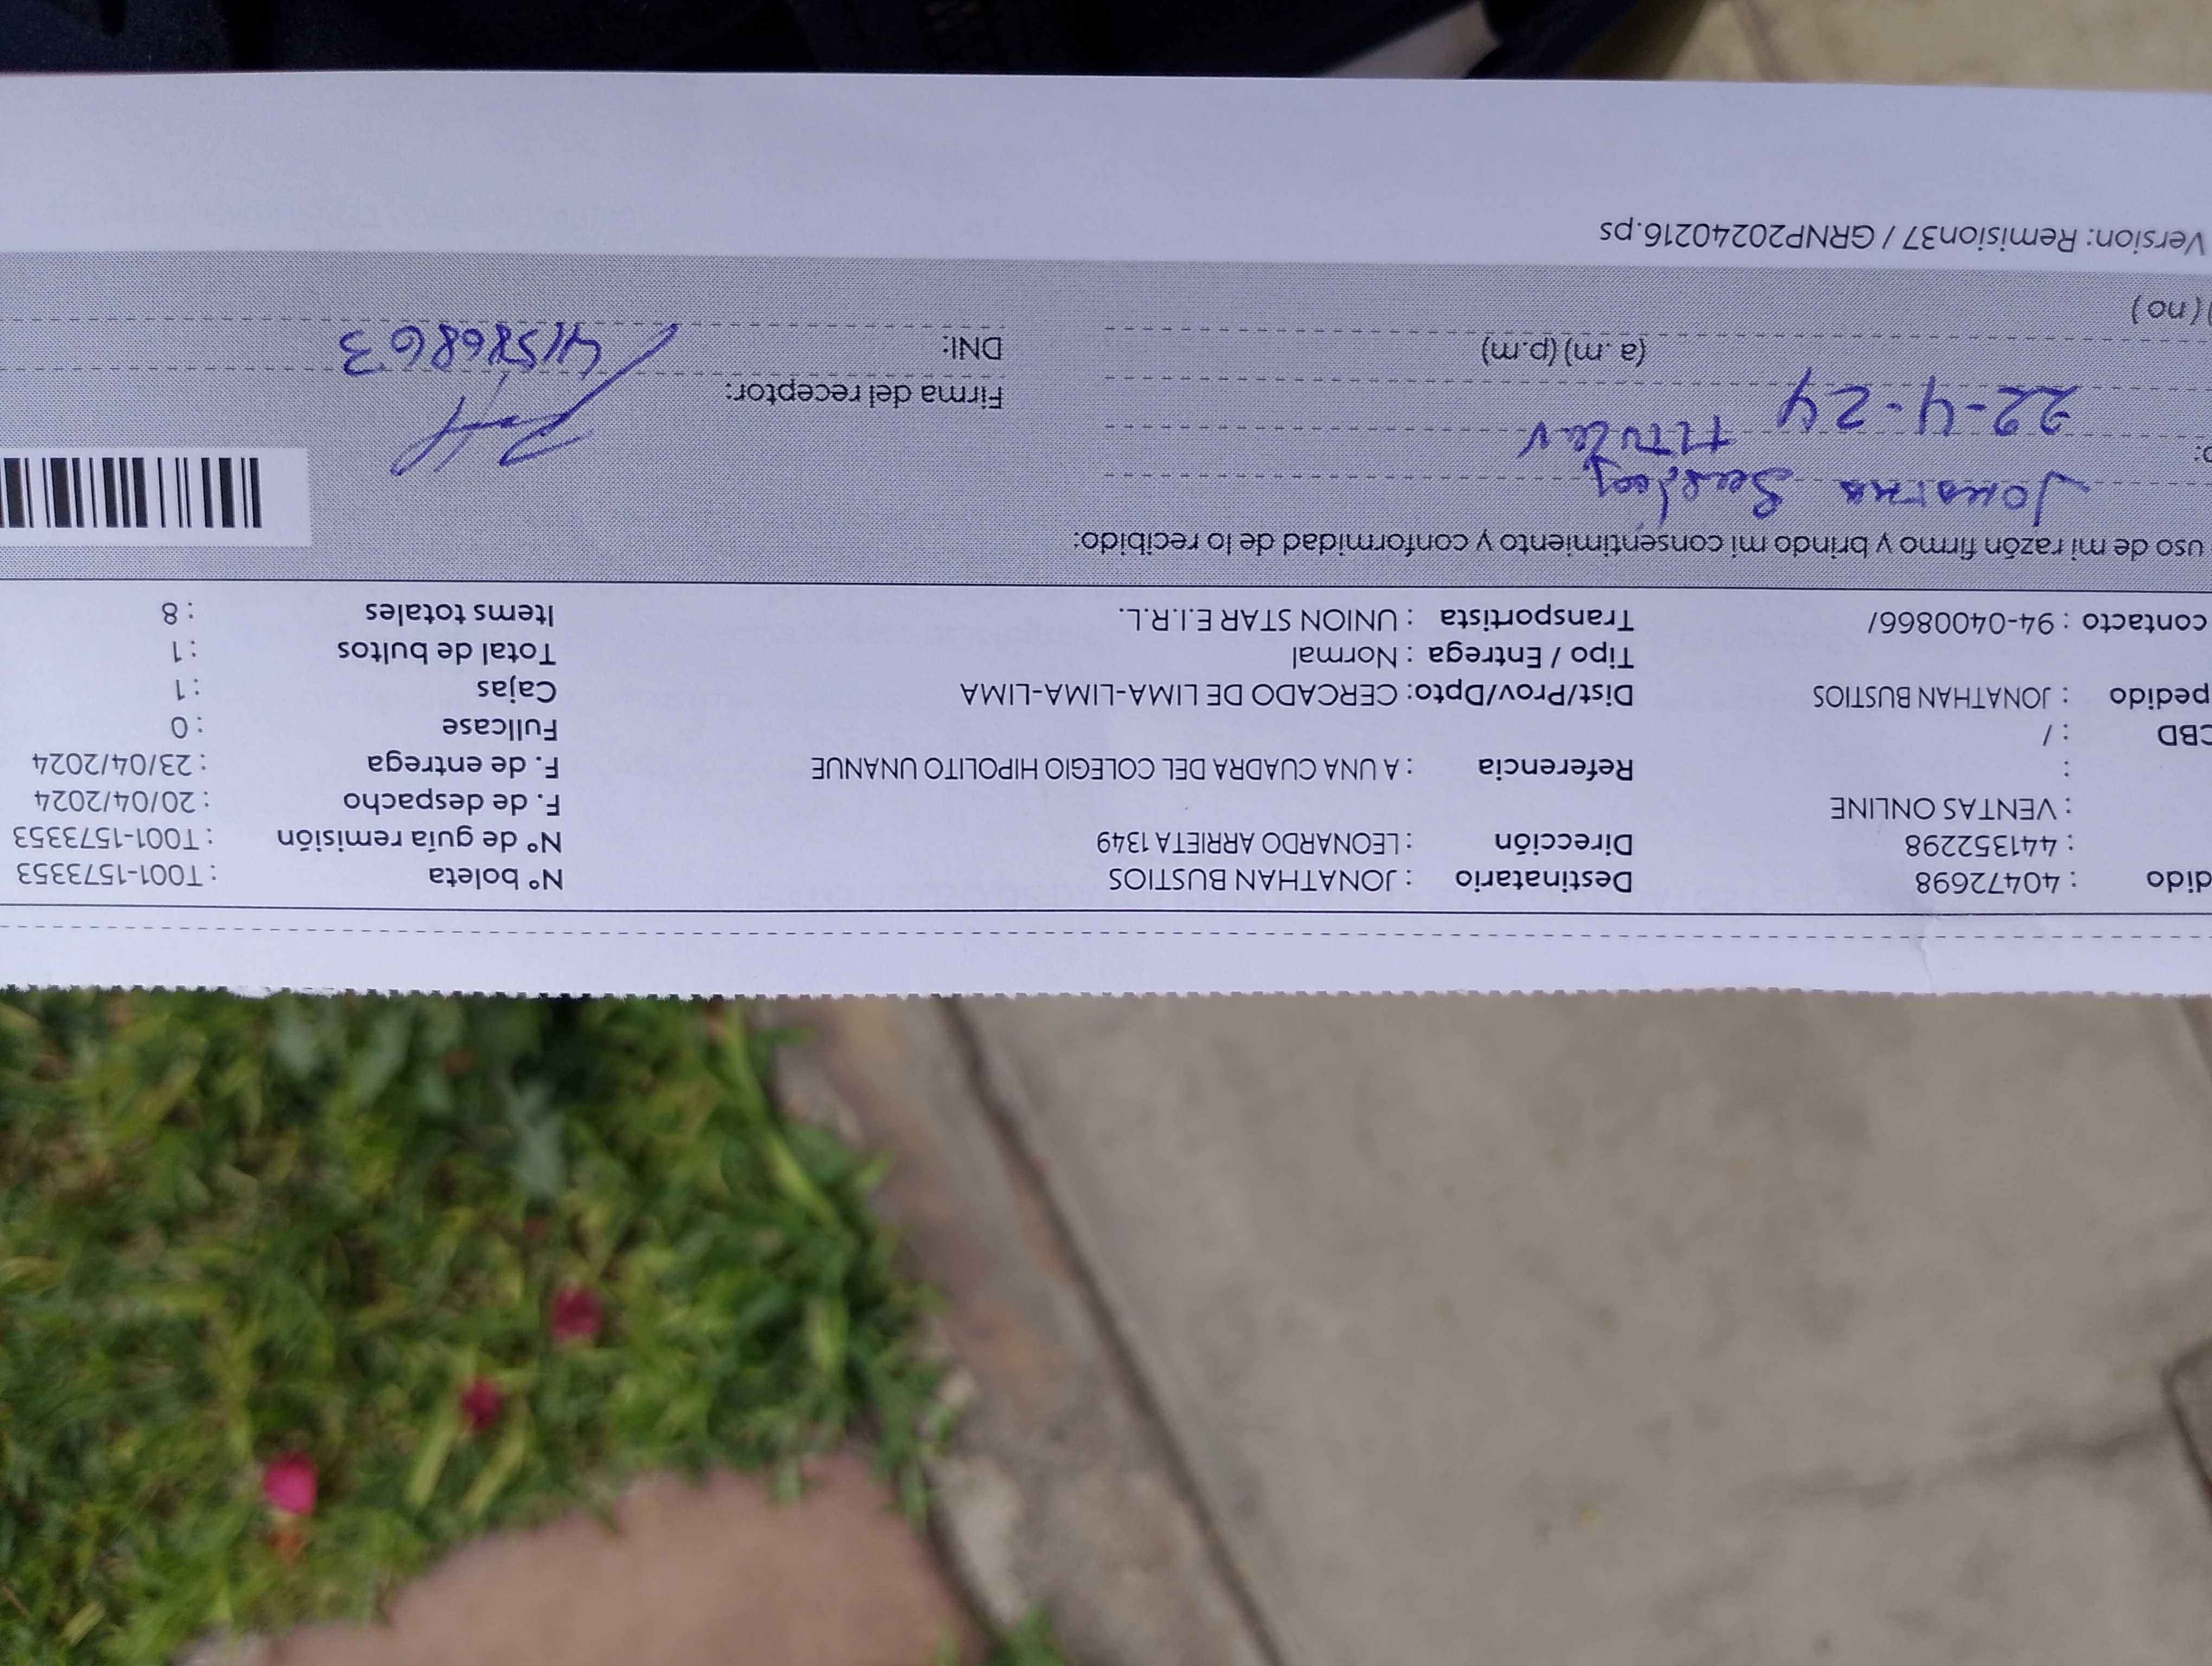 dido : 40472698 Destinatario : JONATHAN BUSTIOS Nº boleta : T001-1573353
: 441352298 Dirección : LEONARDO ARRIETA 1349 Nº de guía remisión : T001-1573353
: VENTAS ONLINE F. de despacho : 20/04/2024
: Referencia : A UNA CUADRA DEL COLEGIO HIPOLITO UNANUE F. de entrega : 23/04/2024
CBD : / Fullcase : 0
pedido : JONATHAN BUSTIOS Dist/Prov/Dpto: CERCADO DE LIMA-LIMA-LIMA Cajas : 1
Tipo / Entrega : Normal Total de bultos : 1
contacto : 94-0400866/ Transportista : UNION STAR E.I.R.L. Items totales : 8
uso de mi razón firmo y brindo mi consentimiento y conformidad de lo recibido:
Titular
22-4-24 Firma del receptor:
(a.m) (p.m) DNI: 41586863
(no)
Version: Remision37 / GRNP20240216.ps